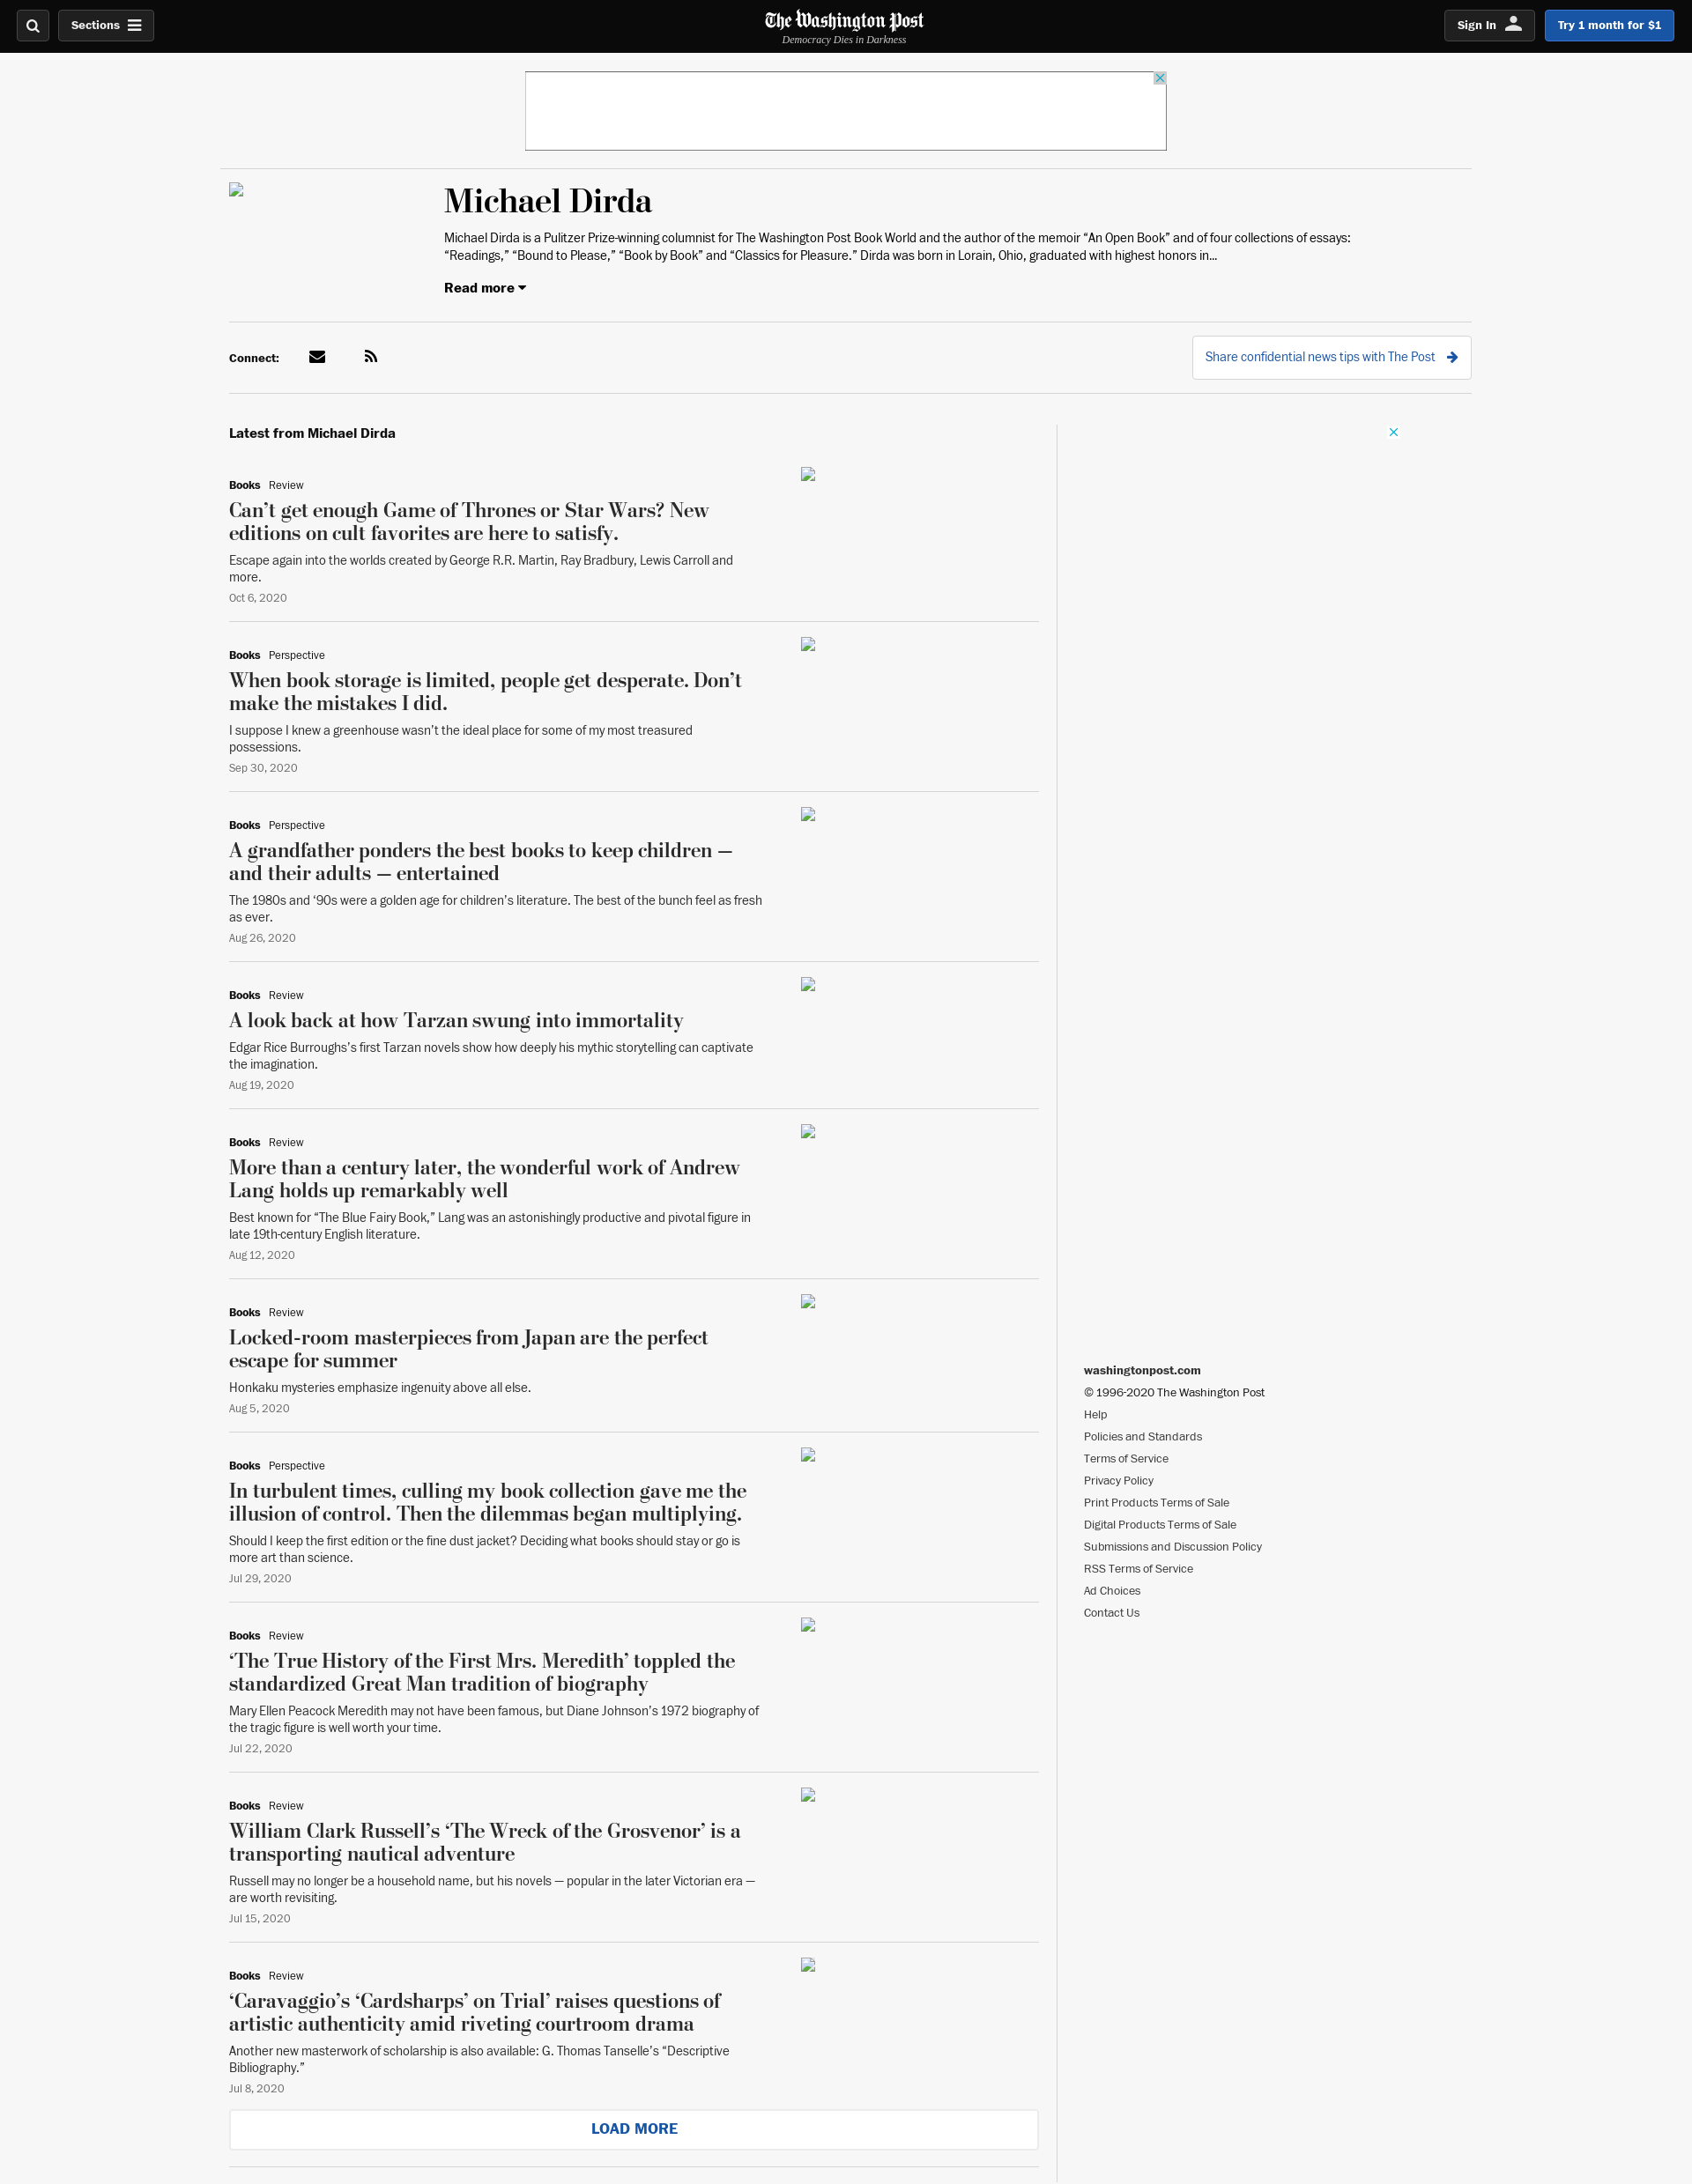 Sections
The Washington Post
Democracy Dies in Darkness
Sign In
Try 1 month for $1
Michael Dirda
Michael Dirda is a Pulitzer Prize-winning columnist for The Washington Post Book World and the author of the memoir “An Open Book” and of four collections of essays:
“Readings,” “Bound to Please,” “Book by Book” and “Classics for Pleasure.” Dirda was born in Lorain, Ohio, graduated with highest honors in...
Read more
Connect:
Share confidential news tips with The Post
Latest from Michael Dirda
Books Review
Can’t get enough Game of Thrones or Star Wars? New
editions on cult favorites are here to satisfy.
Escape again into the worlds created by George R.R. Martin, Ray Bradbury, Lewis Carroll and
more.
Oct 6, 2020
Books Perspective
When book storage is limited, people get desperate. Don’t
make the mistakes I did.
I suppose I knew a greenhouse wasn’t the ideal place for some of my most treasured
possessions.
Sep 30, 2020
Books Perspective
A grandfather ponders the best books to keep children —
and their adults — entertained
The 1980s and ‘90s were a golden age for children’s literature. The best of the bunch feel as fresh
as ever.
Aug 26, 2020
Books Review
A look back at how Tarzan swung into immortality
Edgar Rice Burroughs’s first Tarzan novels show how deeply his mythic storytelling can captivate
the imagination.
Aug 19, 2020
Books Review
More than a century later, the wonderful work of Andrew
Lang holds up remarkably well
Best known for “The Blue Fairy Book,” Lang was an astonishingly productive and pivotal figure in
late 19th-century English literature.
Aug 12, 2020
Books Review
Locked-room masterpieces from Japan are the perfect
escape for summer
Honkaku mysteries emphasize ingenuity above all else.
Aug 5, 2020
Books Perspective
In turbulent times, culling my book collection gave me the
illusion of control. Then the dilemmas began multiplying.
Should I keep the first edition or the fine dust jacket? Deciding what books should stay or go is
more art than science.
Jul 29, 2020
Books Review
‘The True History of the First Mrs. Meredith’ toppled the
standardized Great Man tradition of biography
Mary Ellen Peacock Meredith may not have been famous, but Diane Johnson’s 1972 biography of
the tragic figure is well worth your time.
Jul 22, 2020
Books Review
William Clark Russell’s ‘The Wreck of the Grosvenor’ is a
transporting nautical adventure
Russell may no longer be a household name, but his novels — popular in the later Victorian era —
are worth revisiting.
Jul 15, 2020
Books Review
‘Caravaggio’s ‘Cardsharps’ on Trial’ raises questions of
artistic authenticity amid riveting courtroom drama
Another new masterwork of scholarship is also available: G. Thomas Tanselle’s “Descriptive
Bibliography.”
Jul 8, 2020
LOAD MORE
washingtonpost.com
© 1996-2020 The Washington Post
Help
Policies and Standards
Terms of Service
Privacy Policy
Print Products Terms of Sale
Digital Products Terms of Sale
Submissions and Discussion Policy
RSS Terms of Service
Ad Choices
Contact Us